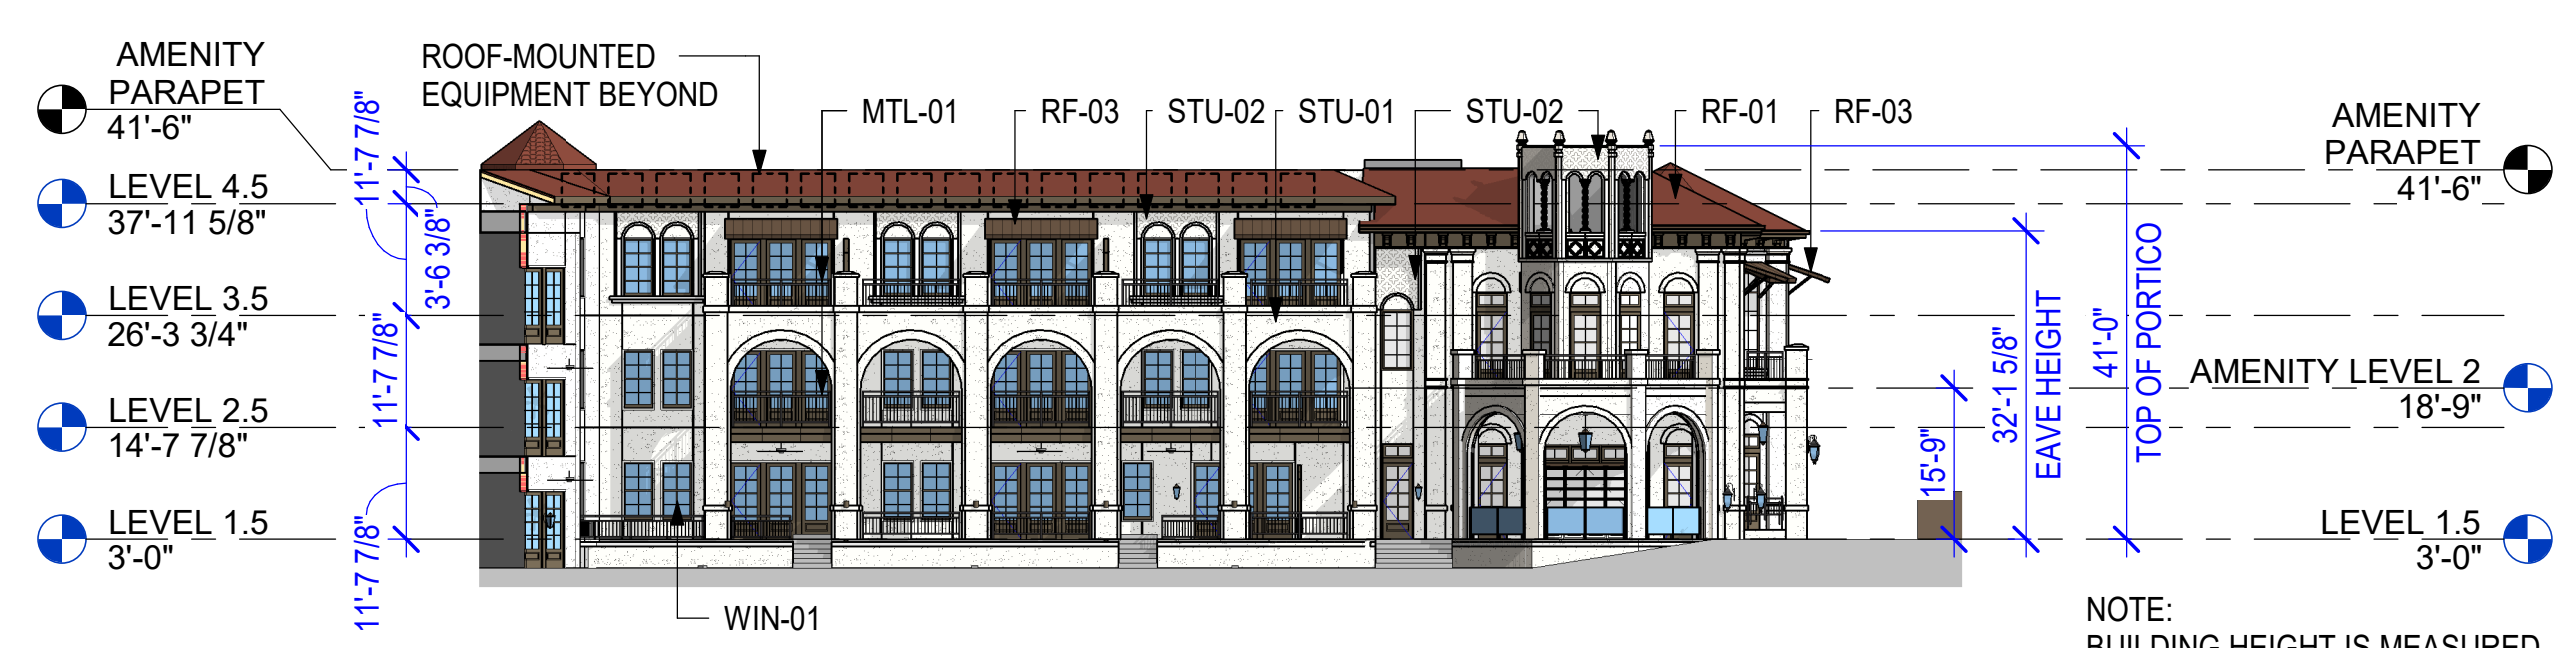 AMENITY
PARAPET
41'-6"
LEVEL 4.5
37'-11 5/8"
LEVEL 3.5
26'-3 3/4"
LEVEL 2.5
14'-7 7/8"
LEVEL 1.5
3'-0"
11'-7 7/8"
3'-6 3/8"
11'-7 7/8"
11'-7 7/8"
ROOF-MOUNTED
EQUIPMENT BEYOND
MTL-01
RF-03
STU-02
STU-01
STU-02
RF-01
RF-03
WIN-01
15'-9"
32'-1 5/8"
EAVE HEIGHT
41'-0"
TOP OF PORTICO
AMENITY
PARAPET
41'-6"
AMENITY LEVEL 2
18'-9"
LEVEL 1.5
3'-0"
NOTE:
BUILDING HEIGHT IS MEASURED